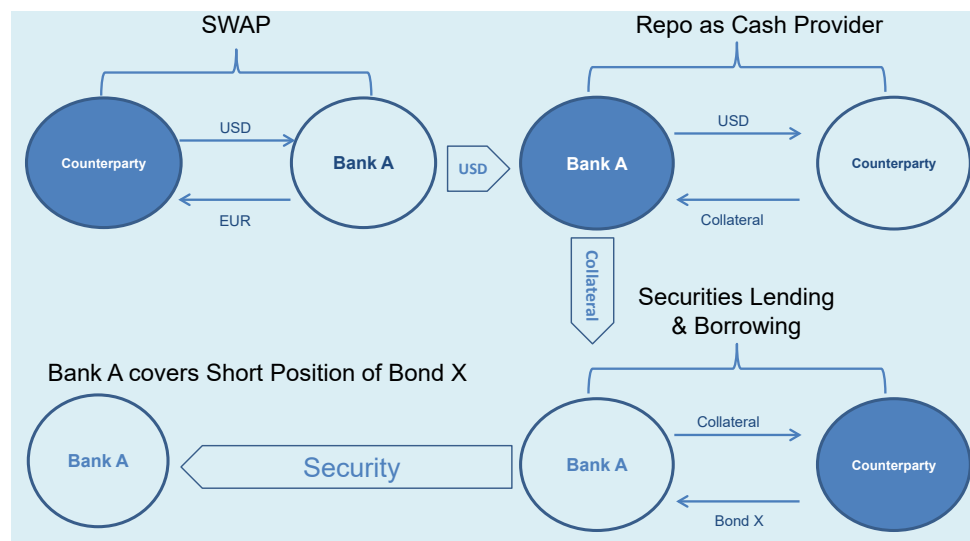 SWAP
Counterparty
USD
EUR
Bank A
USD
Repo as Cash Provider
Bank A
USD
Collateral
Counterparty
Collateral
Securities Lending
& Borrowing
Bank A
Collateral
Bond X
Counterparty
Security
Bank A covers Short Position of Bond X
Bank A